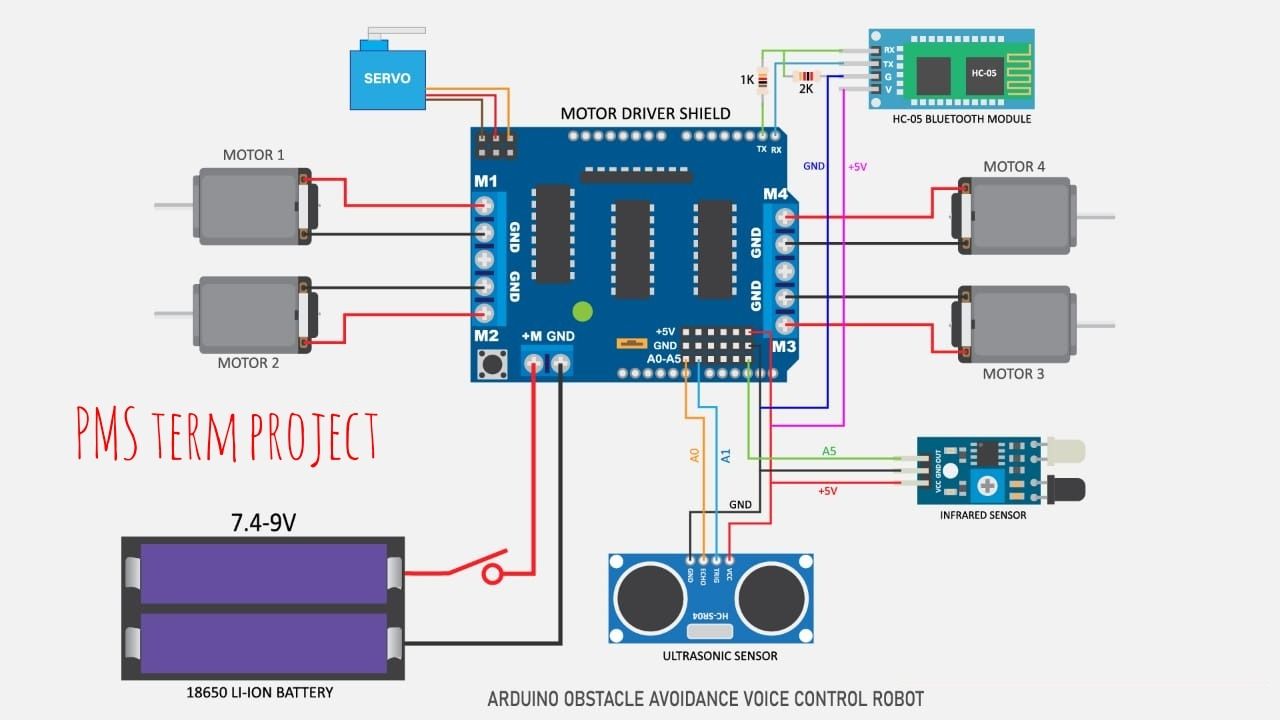 SERVO
1K
2K
RX
TX
G
V
HC-05
HC-05 BLUETOOTH MODULE
MOTOR DRIVER SHIELD
TX RX
GND
+5V
MOTOR 1
MOTOR 4
M1
M4
GND
GND
GND
GND
MOTOR 2
M2
+M GND
+5V
GND
A0-A5
M3
MOTOR 3
PMS TERM PROJECT
A0
A1
A5
VCC GND OUT
+5V
GND
INFRARED SENSOR
7.4-9V
GND
ECHO
TRIG
VCC
HC-SR04
ULTRASONIC SENSOR
18650 LI-ION BATTERY
ARDUINO OBSTACLE AVOIDANCE VOICE CONTROL ROBOT